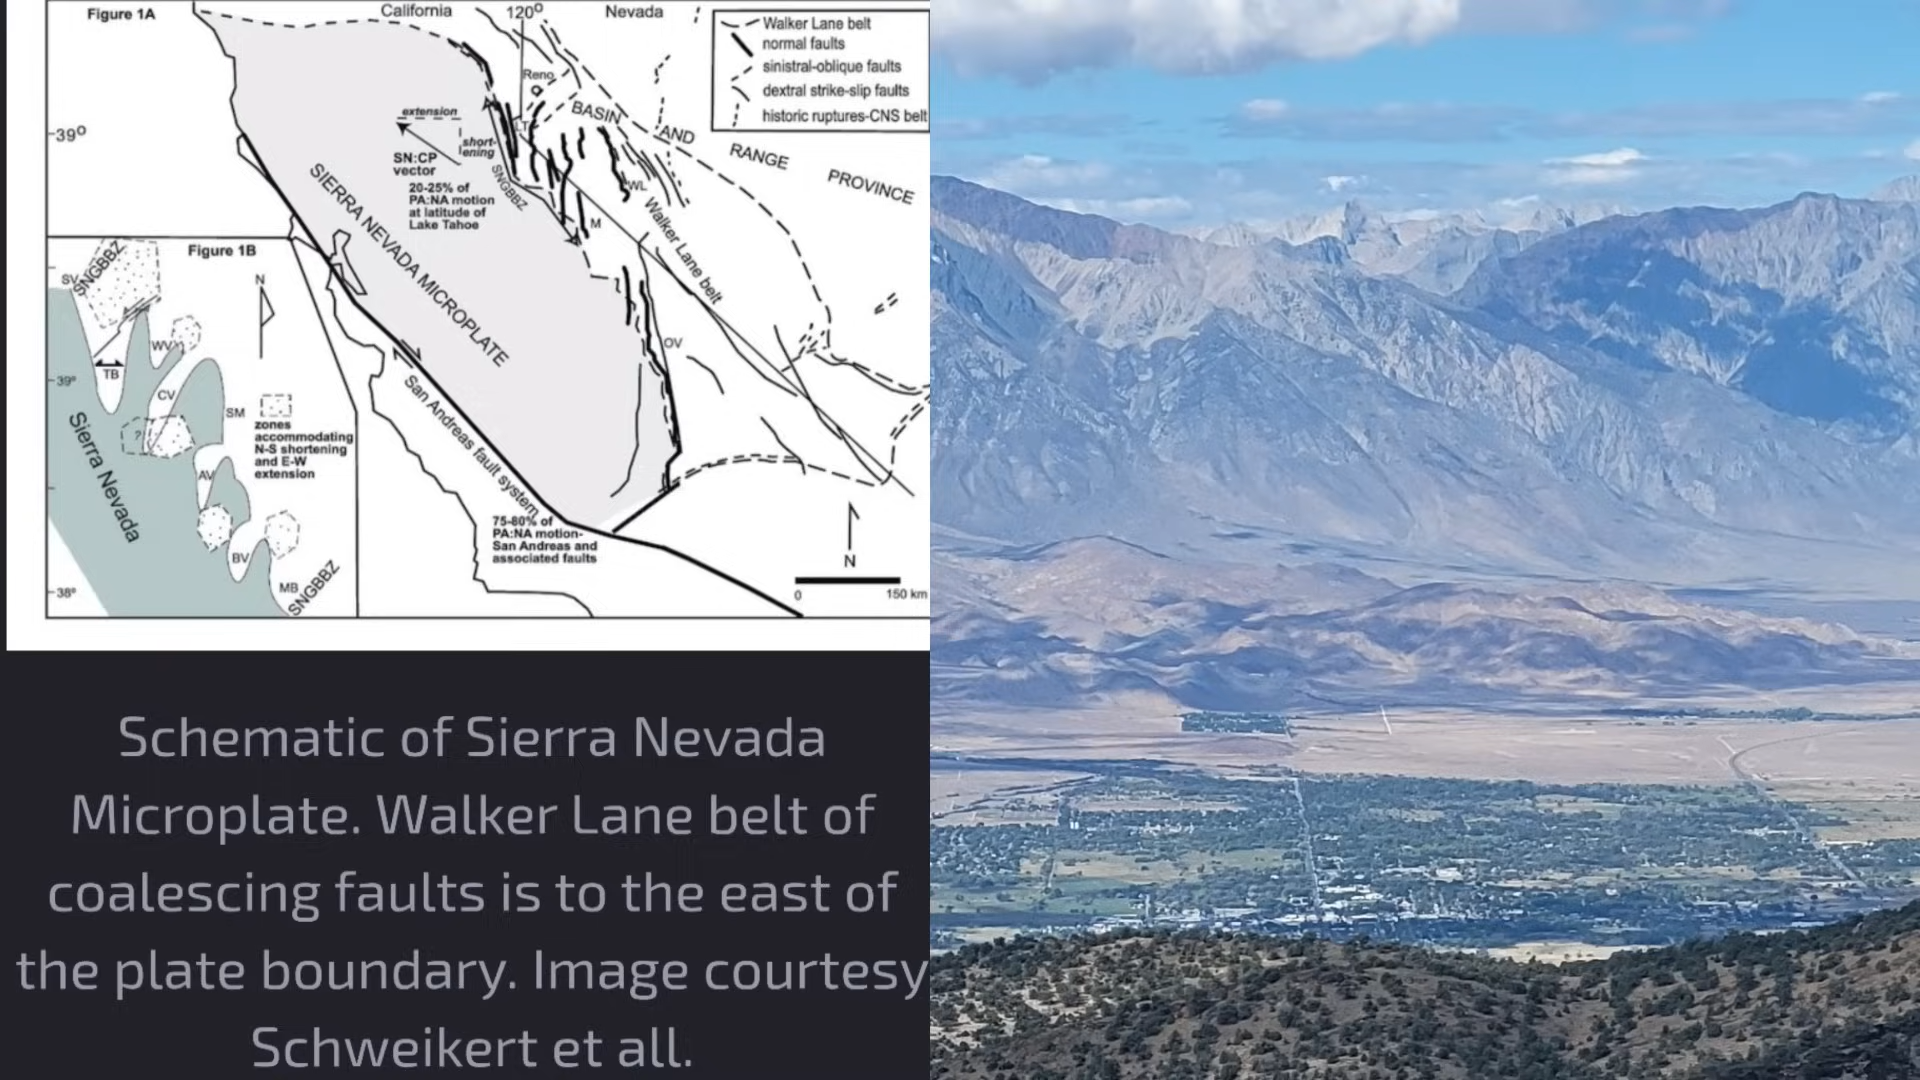 Figure 1A
California
120°
Nevada
Walker Lane belt
normal faults
sinistral-oblique faults
dextral strike-slip faults
historic ruptures-CNS belt
Reno
BASIN
AND
RANGE
PROVINCE
39°
extension
short-
ening
LT
SN:CP
vector
20-25% of
PA:NA motion
at latitude of
Lake Tahoe
SNGBBZ
WL
M
Walker Lane belt
SIERRA NEVADA MICROPLATE
OV
San Andreas fault system
75-80% of
PA:NA motion-
San Andreas and
associated faults
N
0
150 km
Figure 1B
SNGBBZ
SV
N
WV
TB
39°
CV
SM
?
zones
accommodating
N-S shortening
and E-W
extension
Sierra Nevada
AV
BV
MB
SNGBBZ
38°
Schematic of Sierra Nevada
Microplate. Walker Lane belt of
coalescing faults is to the east of
the plate boundary. Image courtesy
Schweikert et all.